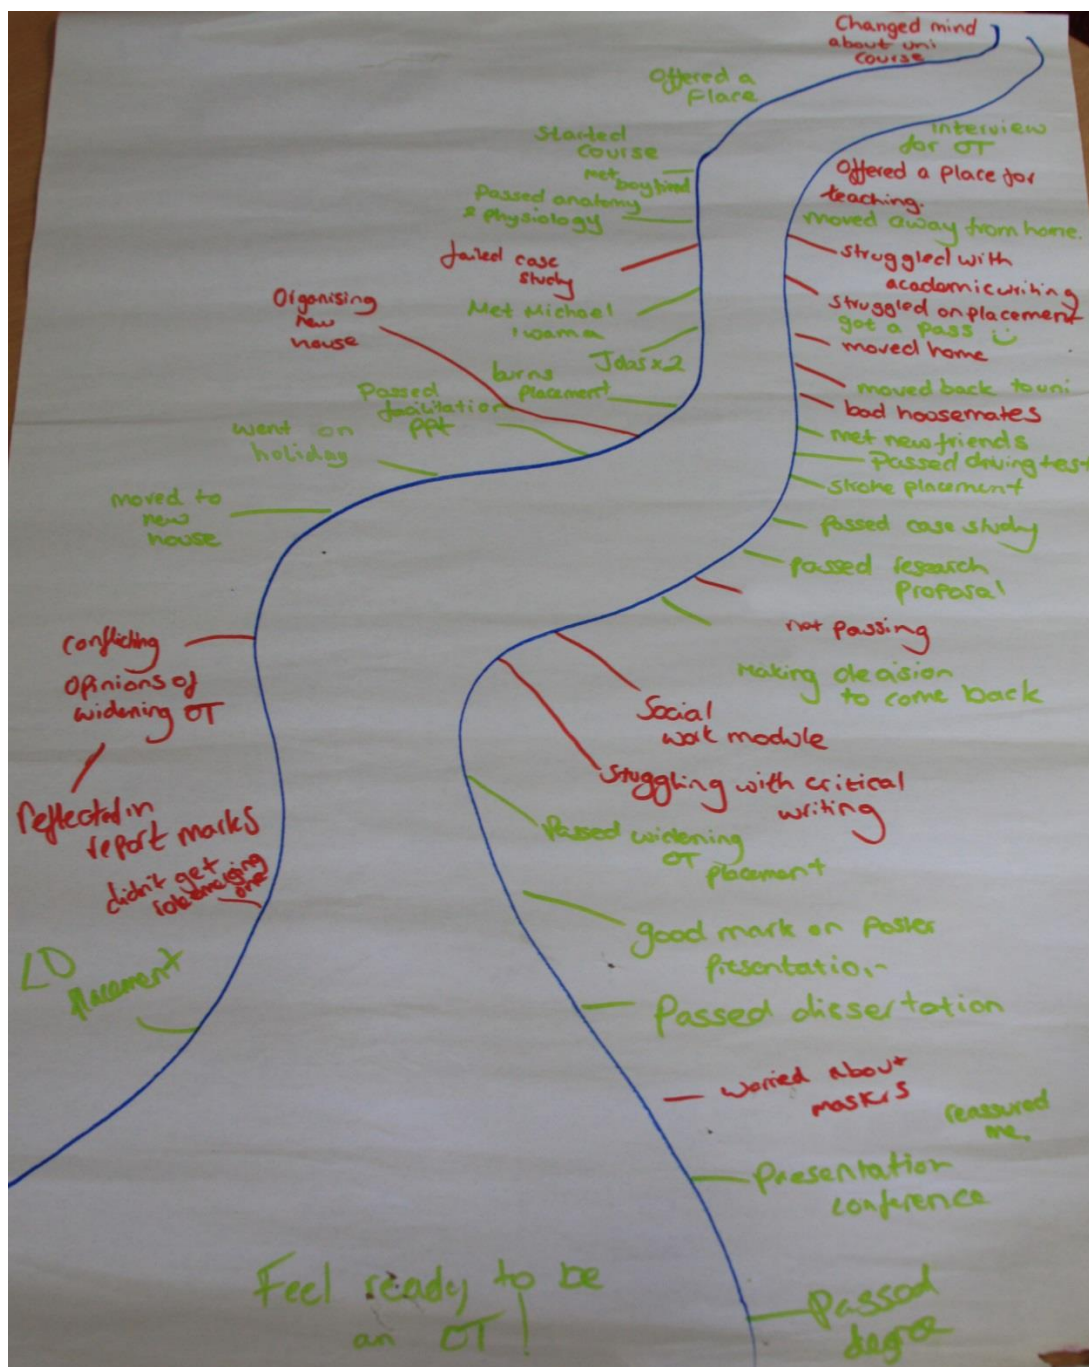 Changed mind
about uni
course
Offered a
place
Started
course
met
boyfriend
Passed anatomy
& physiology
failed case
study
Organising
new
house
Met Michael
Iwama
Jobs x2
burns
placement
Passed
facilitation
PPt
went on
holiday
moved to
new
house
conflicting
opinions of
widening OT
reflected in
report marks
didn't get
role emerging
one
LD
placement
interview
for OT
Offered a place for
teaching.
moved away from home.
struggled with
academic writing
struggled on placement
got a pass
moved home
moved back to uni
bad housemates
met new friends
Passed driving test
stroke placement
passed case study
passed research
proposal
not passing
Making decision
to come back
Social
work module
Struggling with critical
writing
Passed widening
OT
placement
good mark on poster
presentation
Passed dissertation
worried about
masters
reassured
me.
Presentation
conference
Passed
degree
Feel ready to be
an OT!